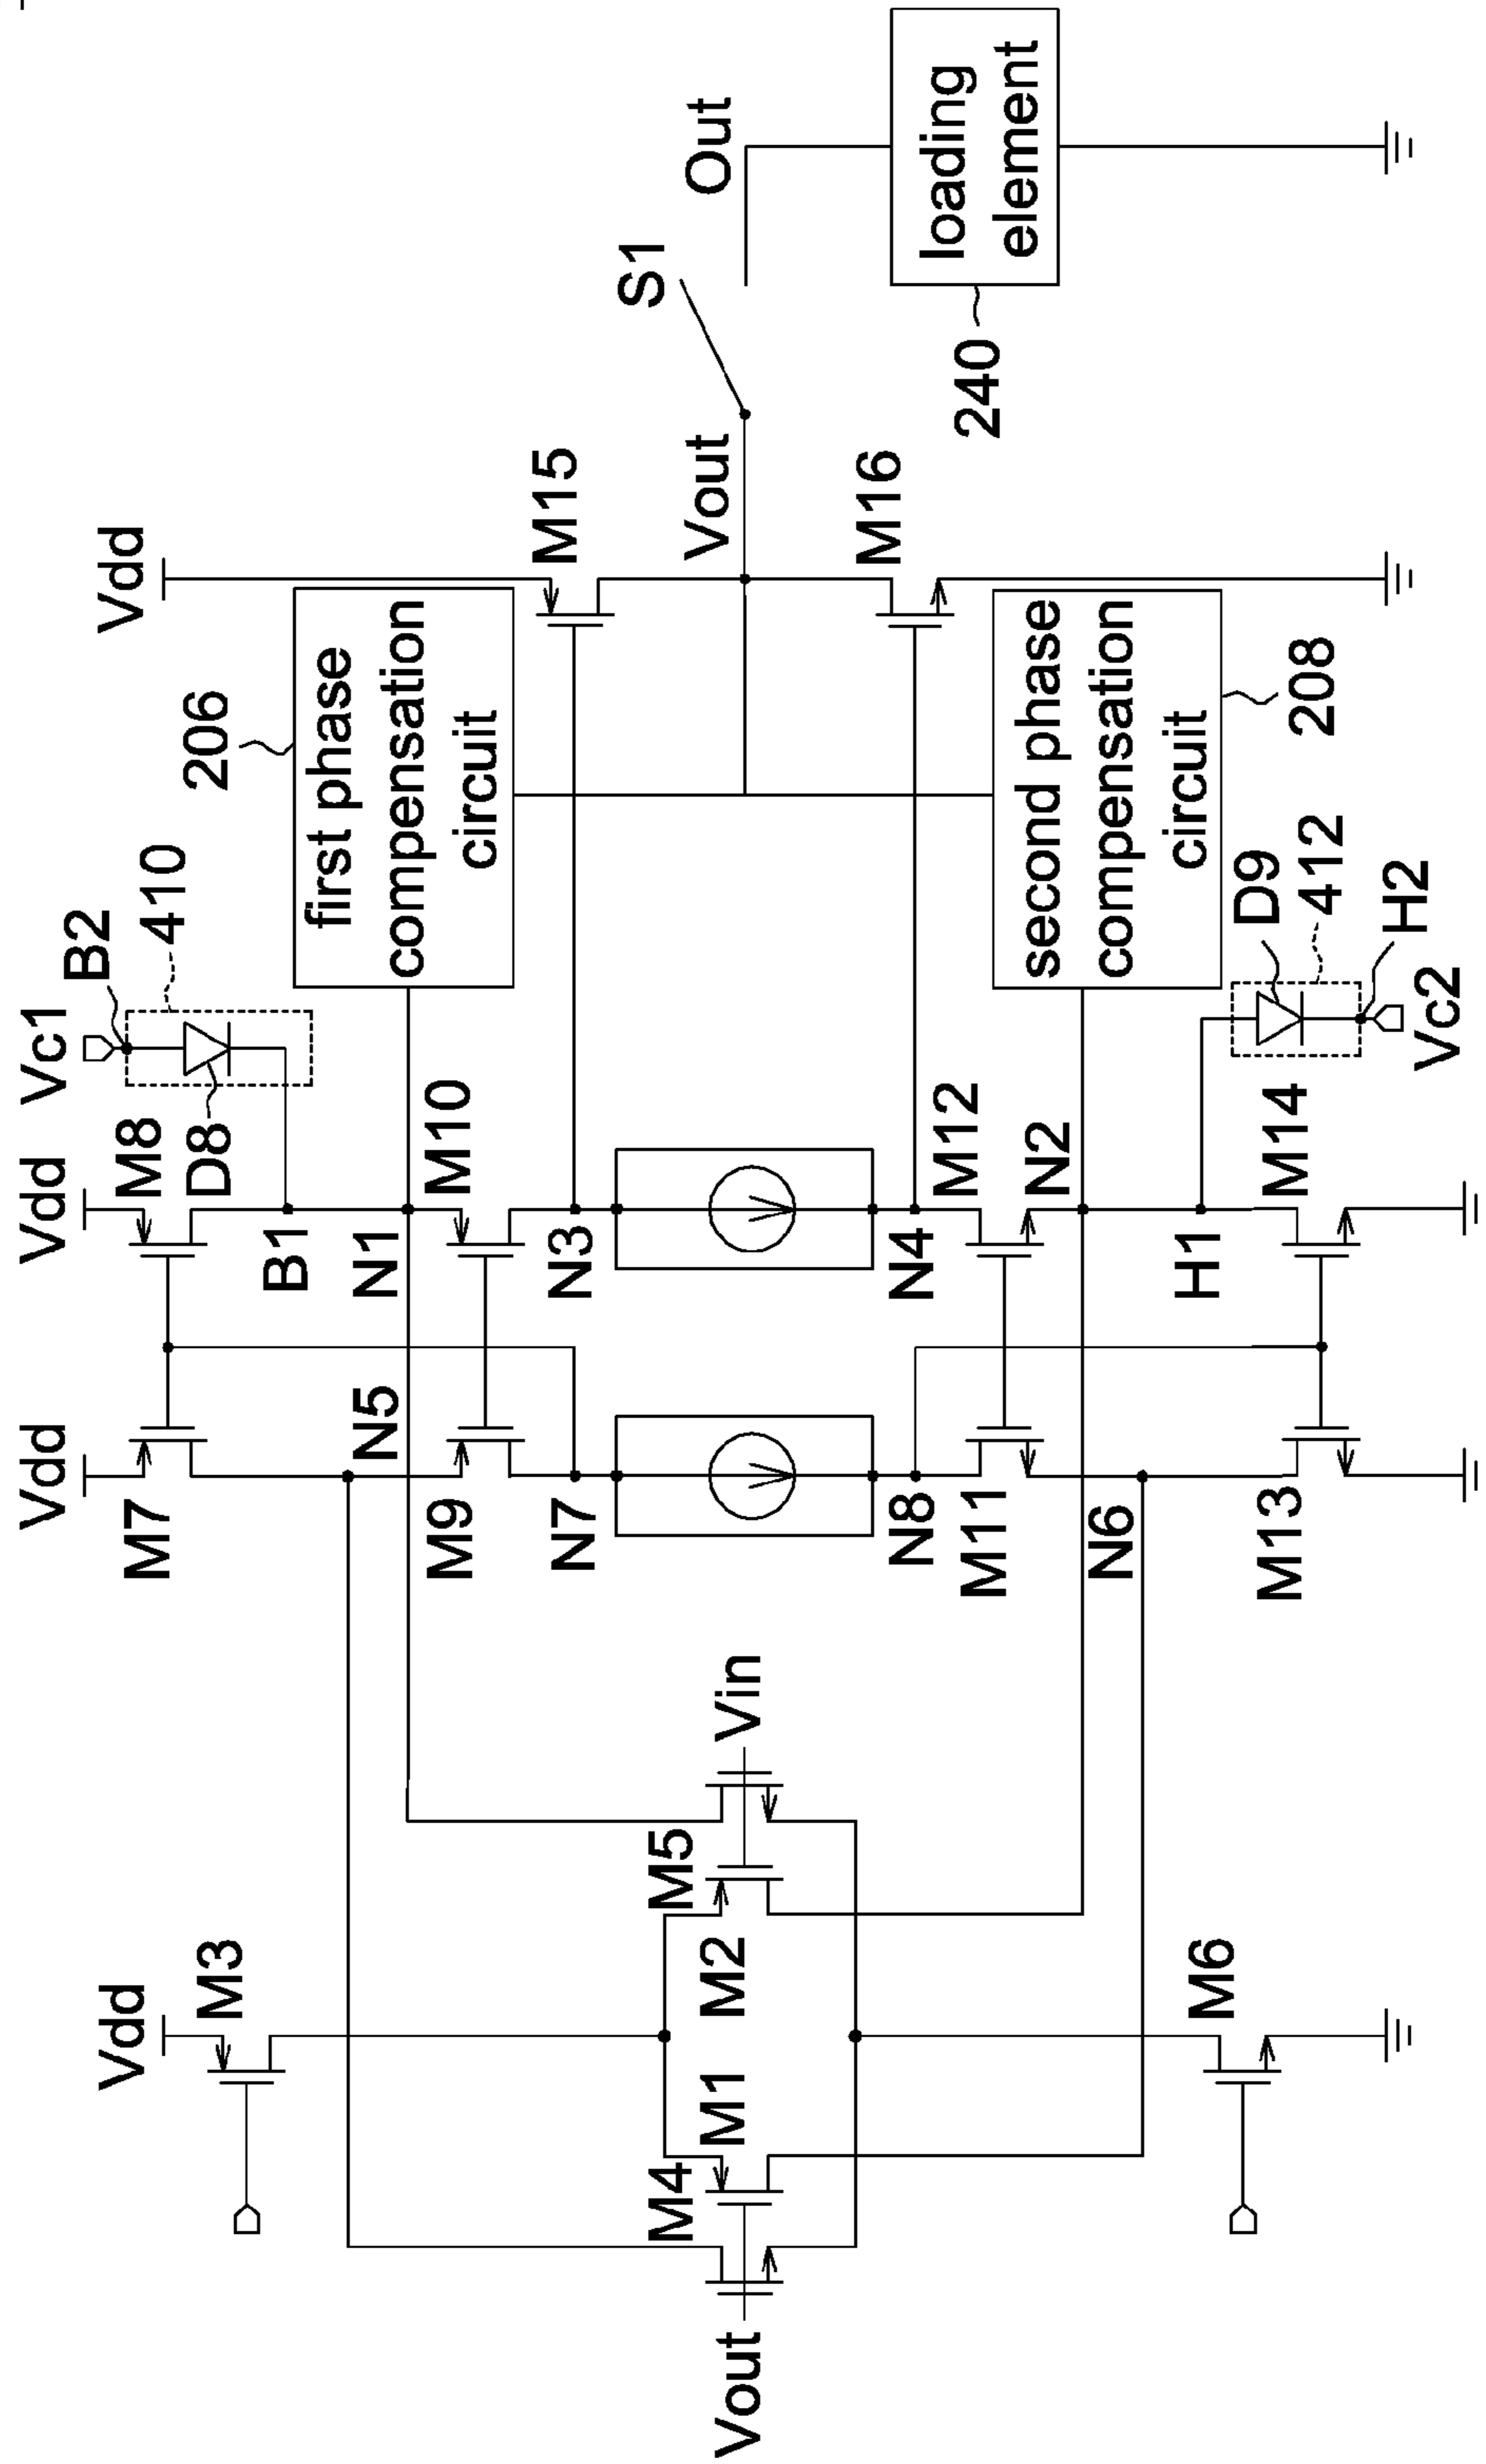 Vdd
Vdd
Vc1
B2
Vdd
Vdd
M7
M8
410
M3
D8
206
B1
first phase
compensation
circuit
N5
N1
M9
M10
N7
N3
M15
S1
M4
M5
Vout
Out
M1
M2
Vout
Vin
M16
N8
N4
loading
element
M11
M12
240
N2
second phase
compensation
circuit
N6
H1
M6
D9
M13
M14
208
412
H2
Vc2